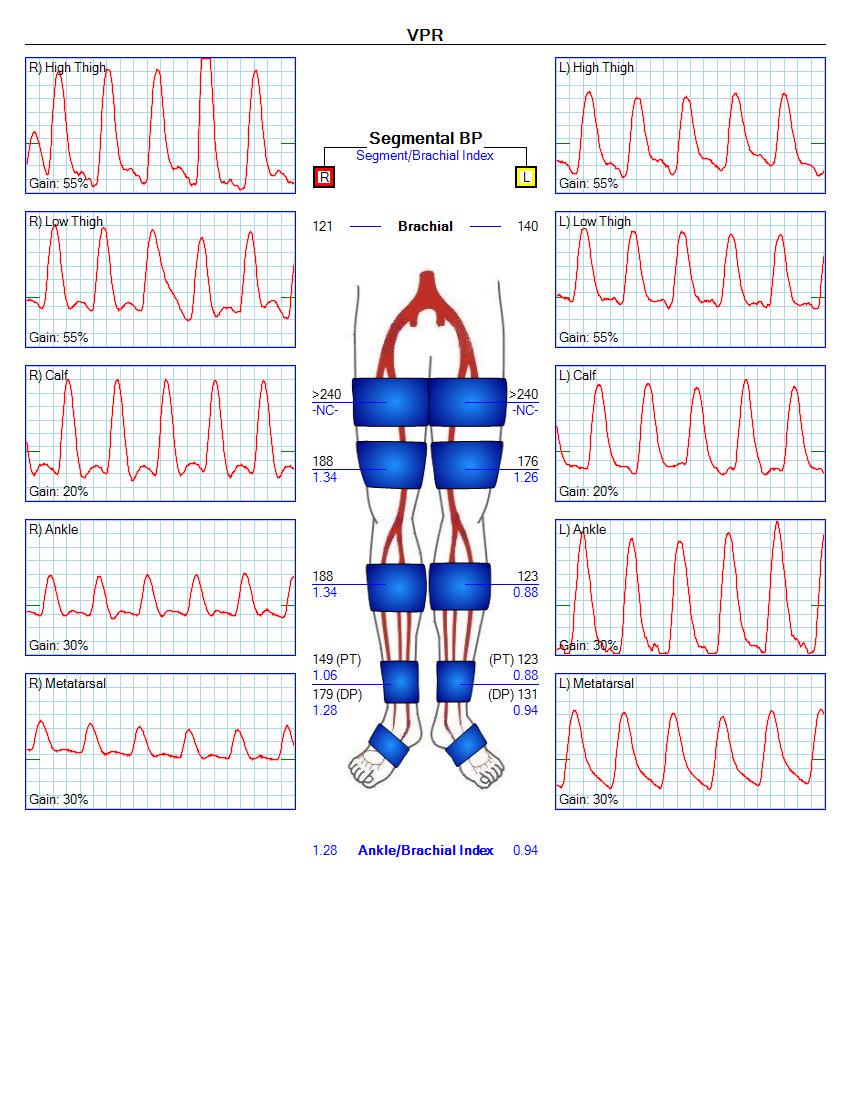 VPR
R) High Thigh
Gain: 55%
L) High Thigh
Gain: 55%
Segmental BP
Segment/Brachial Index
R
L
121 Brachial 140
R) Low Thigh
Gain: 55%
L) Low Thigh
Gain: 55%
R) Calf
Gain: 20%
>240 >240
-NC- -NC-
188 176
1.34 1.26
L) Calf
Gain: 20%
R) Ankle
Gain: 30%
188 123
1.34 0.88
L) Ankle
Gain: 30%
R) Metatarsal
Gain: 30%
149 (PT) (PT) 123
1.06 0.88
179 (DP) (DP) 131
1.28 0.94
L) Metatarsal
Gain: 30%
1.28 Ankle/Brachial Index 0.94